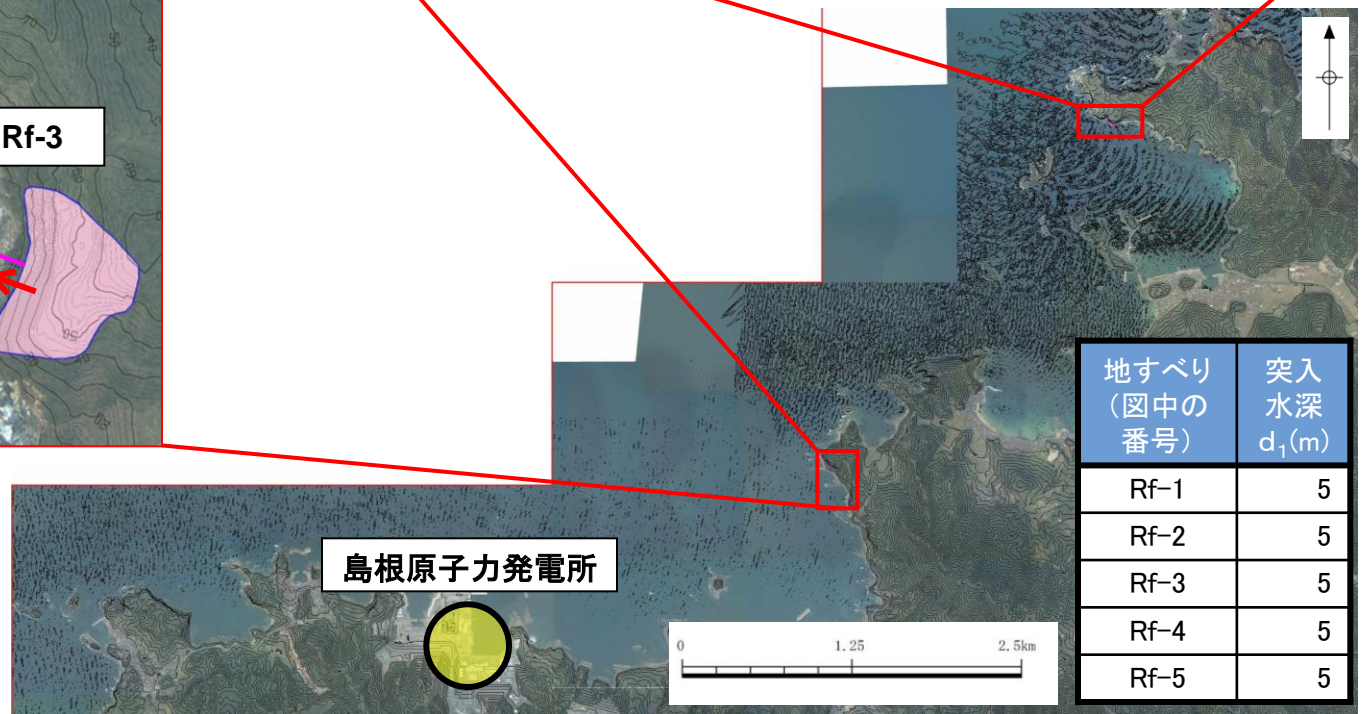 Rf-3
50
島根原子力発電所
0 1.25 2.5km
地すべり
(図中の
番号)
突入
水深
d₁(m)
Rf-1 5
Rf-2 5
Rf-3 5
Rf-4 5
Rf-5 5